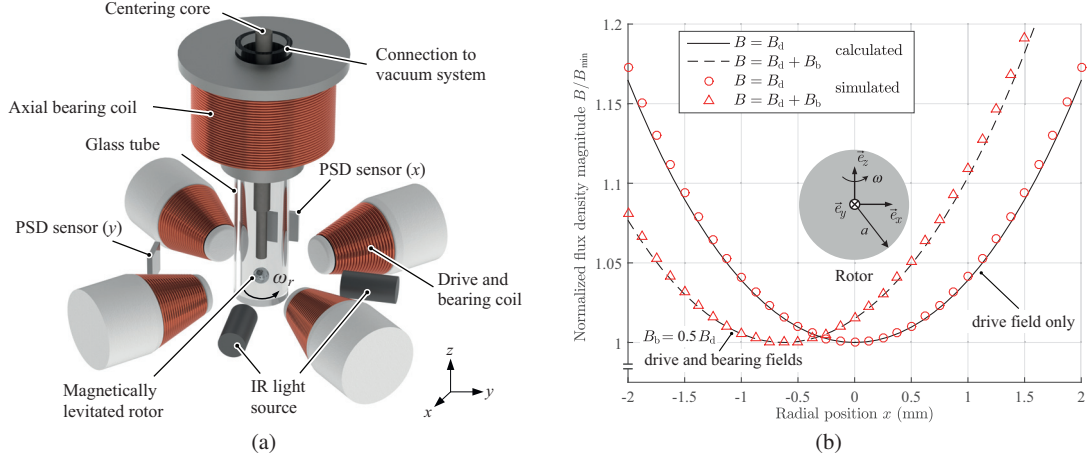 Centering core
Connection to
vacuum system
Axial bearing coil
Glass tube
PSD sensor (x)
PSD sensor (y)
ω_r
Drive and
bearing coil
Magnetically
levitated rotor
IR light
source
z
y
x
(a)
Normalized flux density magnitude B/B_min
1.2
1.15
1.1
1.05
1
B = B_d
calculated
B = B_d + B_b
B = B_d
simulated
B = B_d + B_b
e⃗_z
ω
e⃗_y
e⃗_x
a
Rotor
B_b = 0.5 B_d
drive and bearing fields
drive field only
-2
-1.5
-1
-0.5
0
0.5
1
1.5
2
Radial position x (mm)
(b)